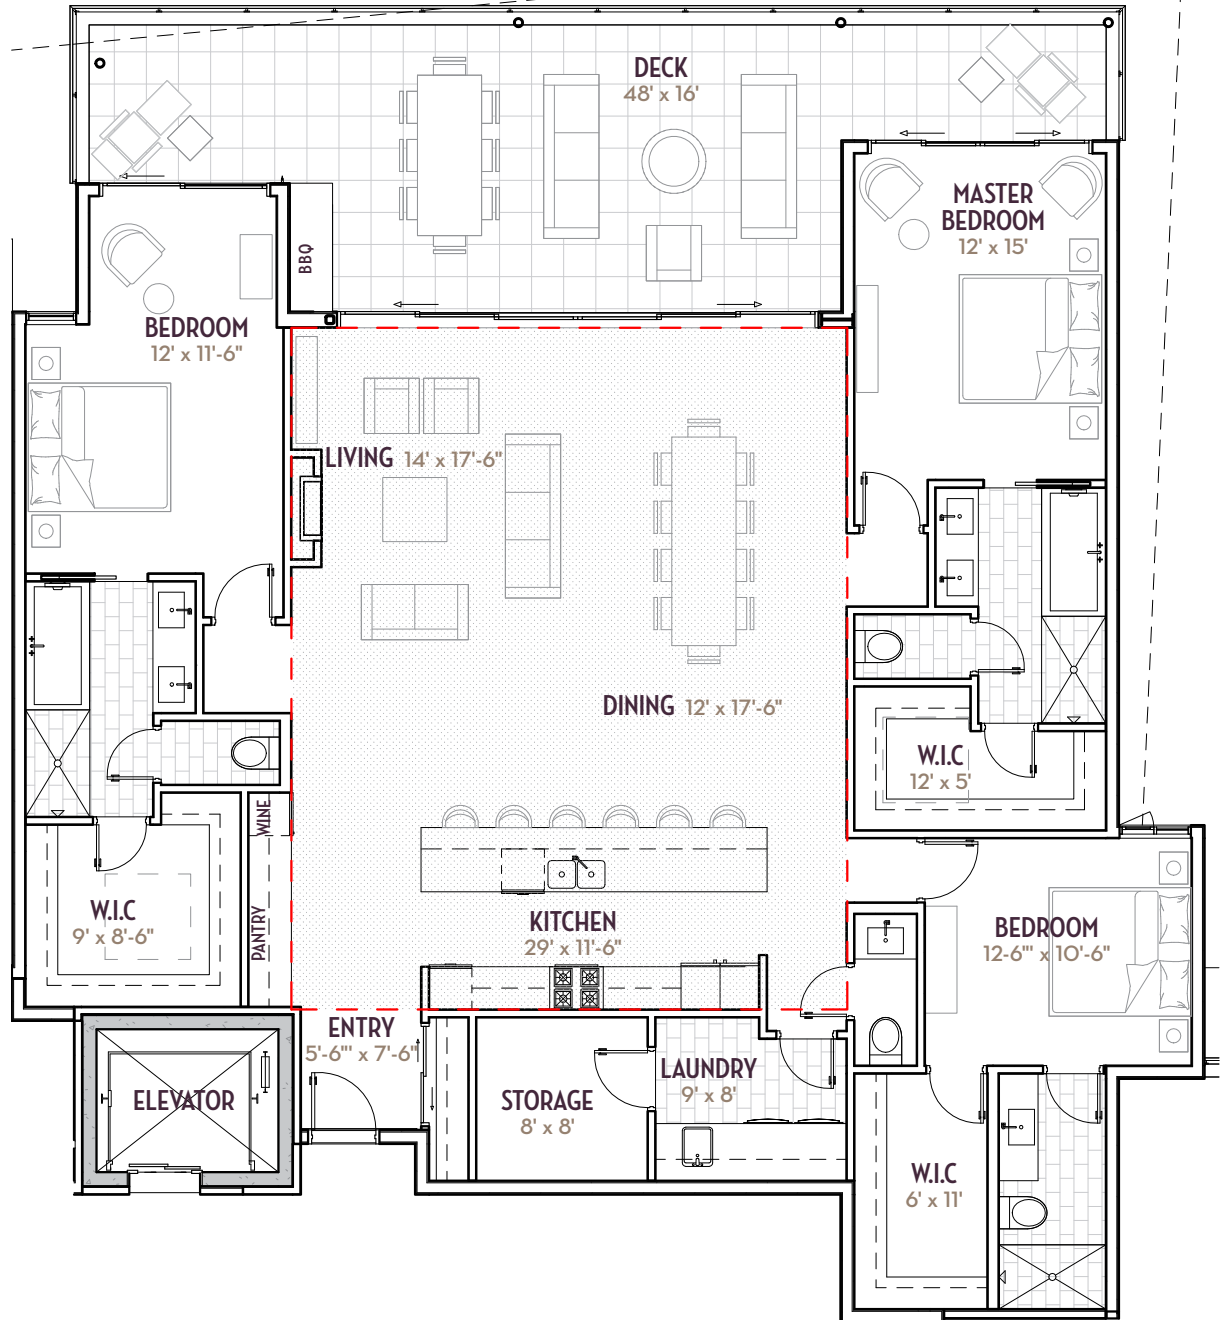 DECK
48' x 16'
MASTER
BEDROOM
12' x 15'
BBQ
BEDROOM
12' x 11'-6"
LIVING 14' x 17'-6"
DINING 12' x 17'-6"
W.I.C
12' x 5'
WINE
PANTRY
W.I.C
9' x 8'-6"
KITCHEN
29' x 11'-6"
BEDROOM
12-6"' x 10'-6"
ENTRY
5'-6"' x 7'-6"
ELEVATOR
STORAGE
8' x 8'
LAUNDRY
9' x 8'
W.I.C
6' x 11'